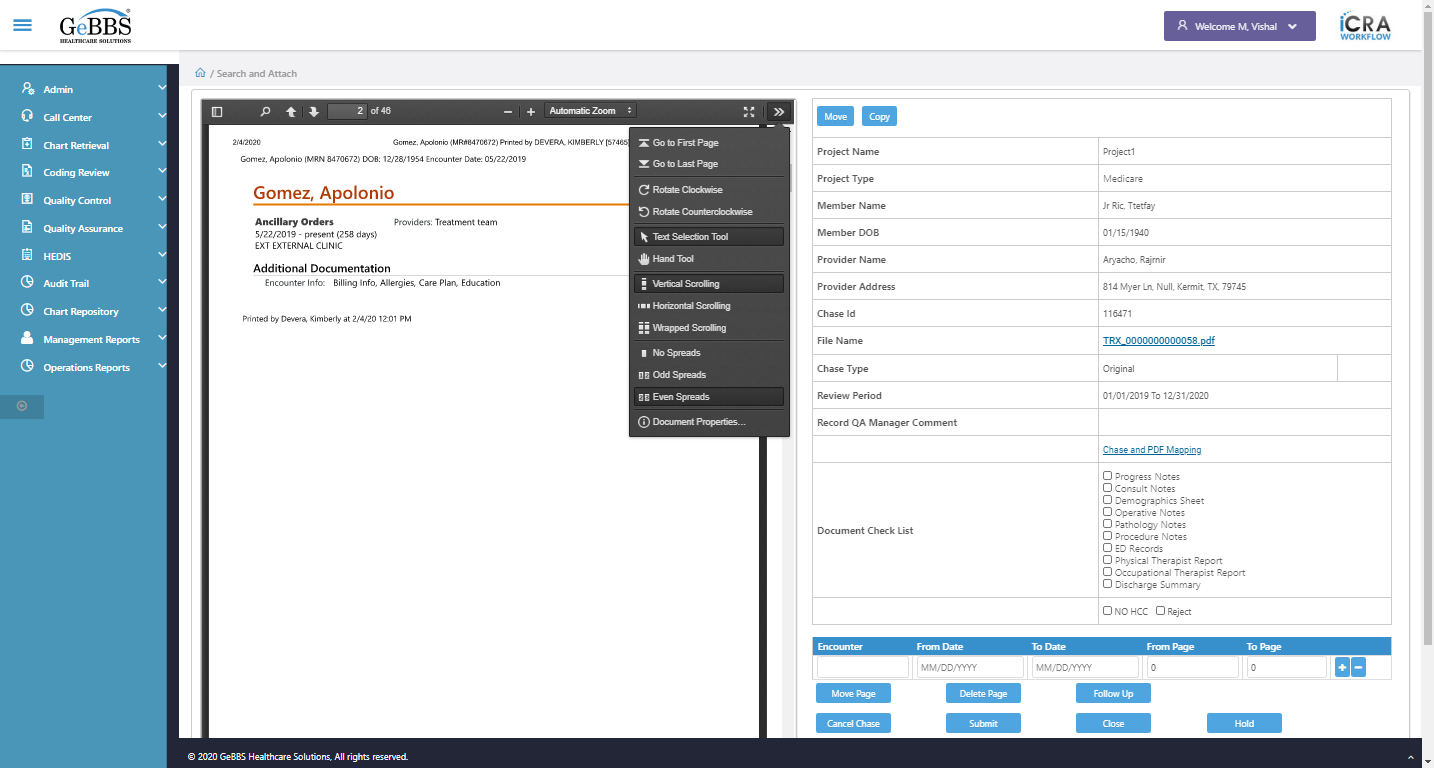 GeBBS
HEALTHCARE SOLUTIONS
Welcome M, Vishal
iCRA
WORKFLOW
/ Search and Attach
Admin
Call Center
Chart Retrieval
Coding Review
Quality Control
Quality Assurance
HEDIS
Audit Trail
Chart Repository
Management Reports
Operations Reports
2 of 46
Automatic Zoom
2/4/2020 Gomez, Apolonio (MR#8470672) Printed by DEVERA, KIMBERLY [57465]
Gomez, Apolonio (MRN 8470672) DOB: 12/28/1954 Encounter Date: 05/22/2019
Gomez, Apolonio
Ancillary Orders Providers: Treatment team
5/22/2019 - present (258 days)
EXT EXTERNAL CLINIC
Additional Documentation
Encounter Info: Billing Info, Allergies, Care Plan, Education
Printed by Devera, Kimberly at 2/4/20 12:01 PM
Go to First Page
Go to Last Page
Rotate Clockwise
Rotate Counterclockwise
Text Selection Tool
Hand Tool
Vertical Scrolling
Horizontal Scrolling
Wrapped Scrolling
No Spreads
Odd Spreads
Even Spreads
Document Properties...
Move Copy
Project Name Project1
Project Type Medicare
Member Name Jr Ric, Ttetfay
Member DOB 01/15/1940
Provider Name Aryacho, Rajrnir
Provider Address 814 Myer Ln, Null, Kermit, TX, 79745
Chase Id 116471
File Name TRX_0000000000058.pdf
Chase Type Original
Review Period 01/01/2019 To 12/31/2020
Record QA Manager Comment
Chase and PDF Mapping
Document Check List
Progress Notes
Consult Notes
Demographics Sheet
Operative Notes
Pathology Notes
Procedure Notes
ED Records
Physical Therapist Report
Occupational Therapist Report
Discharge Summary
NO HCC Reject
Encounter From Date To Date From Page To Page
MM/DD/YYYY MM/DD/YYYY 0 0
Move Page Delete Page Follow Up
Cancel Chase Submit Close Hold
© 2020 GeBBS Healthcare Solutions, All rights reserved.